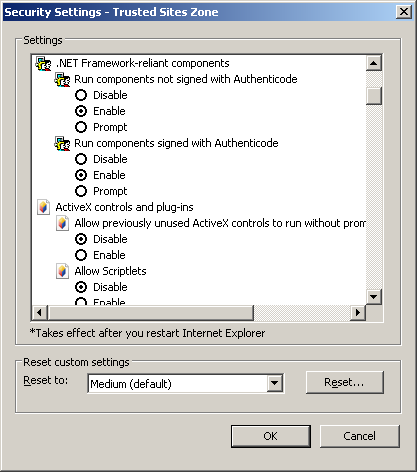 Security Settings - Trusted Sites Zone
Settings
.NET Framework-reliant components
Run components not signed with Authenticode
Disable
Enable
Prompt
Run components signed with Authenticode
Disable
Enable
Prompt
ActiveX controls and plug-ins
Allow previously unused ActiveX controls to run without pron
Disable
Enable
Allow Scriptlets
Disable
Enable
*Takes effect after you restart Internet Explorer
Reset custom settings
Reset to:
Medium (default)
Reset...
OK
Cancel